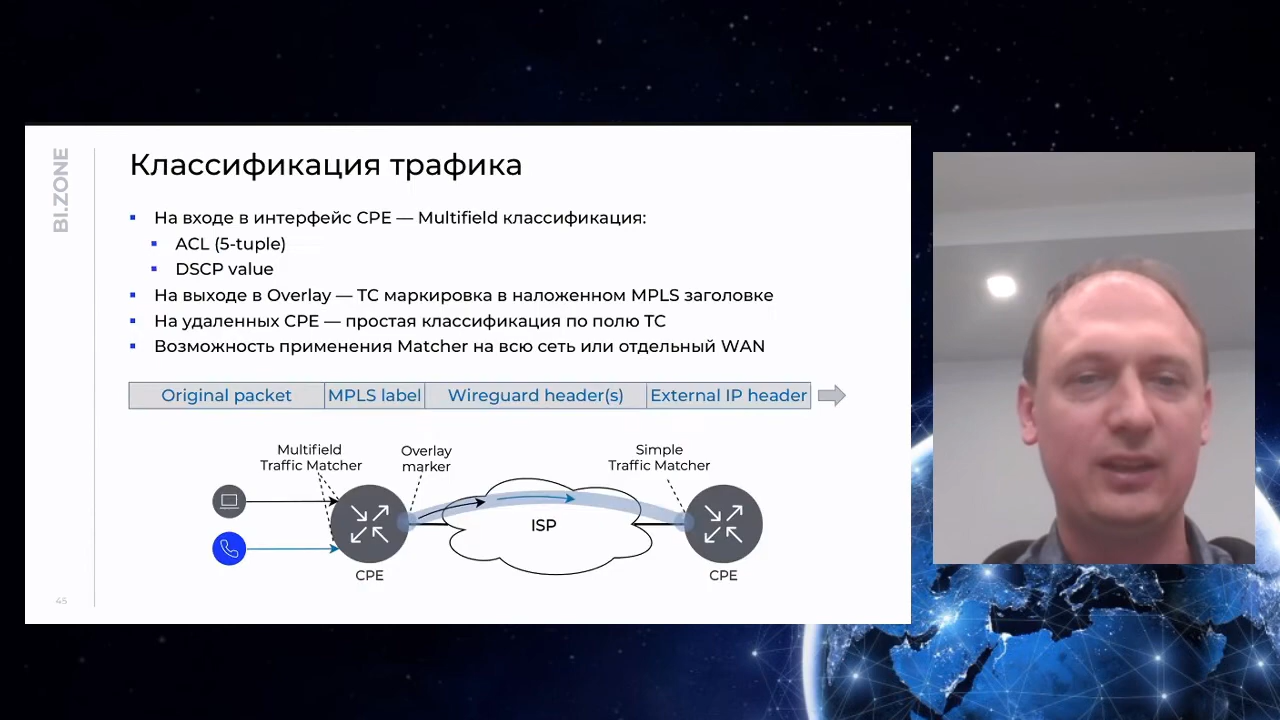 BI.ZONE
Классификация трафика
▪ На входе в интерфейс CPE — Multifield классификация:
▪ ACL (5-tuple)
▪ DSCP value
▪ На выходе в Overlay — TC маркировка в наложенном MPLS заголовке
▪ На удаленных CPE — простая классификация по полю TC
▪ Возможность применения Matcher на всю сеть или отдельный WAN
Original packet MPLS label Wireguard header(s) External IP header
Multifield
Traffic Matcher
Overlay
marker
Simple
Traffic Matcher
ISP
CPE
CPE
45